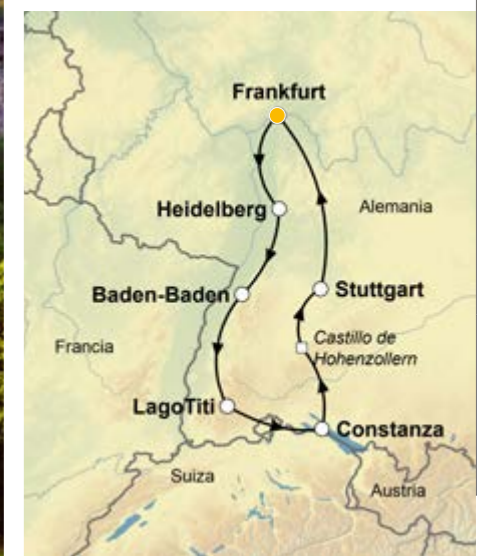 Frankfurt
Heidelberg
Alemania
Baden-Baden
Stuttgart
Francia
Castillo de
Hohenzollern
LagoTiti
Constanza
Suiza
Austria